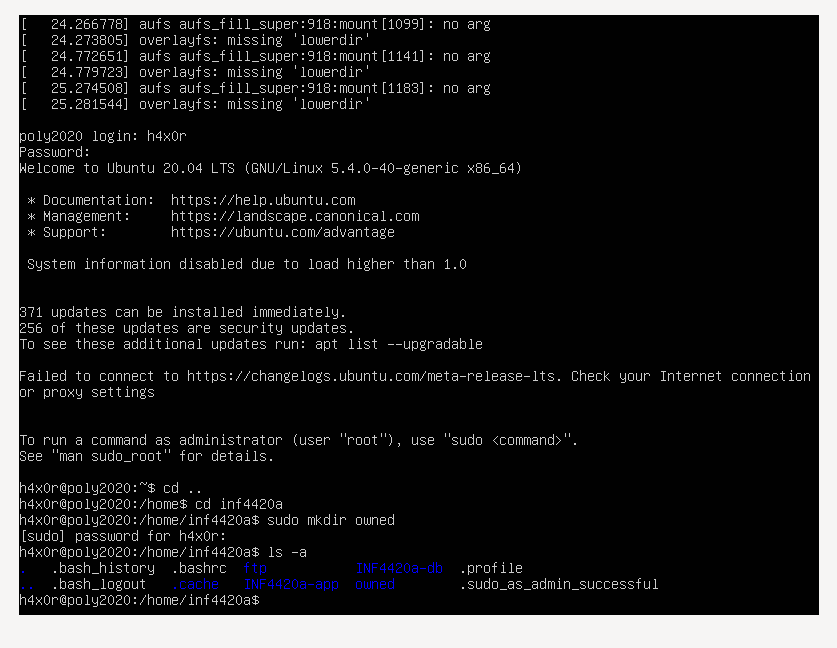 [   24.266778] aufs aufs_fill_super:918:mount[1099]: no arg
[   24.273805] overlayfs: missing 'lowerdir'
[   24.772651] aufs aufs_fill_super:918:mount[1141]: no arg
[   24.779723] overlayfs: missing 'lowerdir'
[   25.274508] aufs aufs_fill_super:918:mount[1183]: no arg
[   25.281544] overlayfs: missing 'lowerdir'
poly2020 login: h4x0r
Password:
Welcome to Ubuntu 20.04 LTS (GNU/Linux 5.4.0-40-generic x86_64)
 * Documentation:  https://help.ubuntu.com
 * Management:     https://landscape.canonical.com
 * Support:        https://ubuntu.com/advantage
 System information disabled due to load higher than 1.0
371 updates can be installed immediately.
256 of these updates are security updates.
To see these additional updates run: apt list --upgradable
Failed to connect to https://changelogs.ubuntu.com/meta-release-lts. Check your Internet connection
or proxy settings
To run a command as administrator (user "root"), use "sudo <command>".
See "man sudo_root" for details.
h4x0r@poly2020:~$ cd ..
h4x0r@poly2020:/home$ cd inf4420a
h4x0r@poly2020:/home/inf4420a$ sudo mkdir owned
[sudo] password for h4x0r:
h4x0r@poly2020:/home/inf4420a$ ls -a
.   .bash_history  .bashrc  ftp           INF4420a-db  .profile
..  .bash_logout   .cache   INF4420a-app  owned        .sudo_as_admin_successful
h4x0r@poly2020:/home/inf4420a$